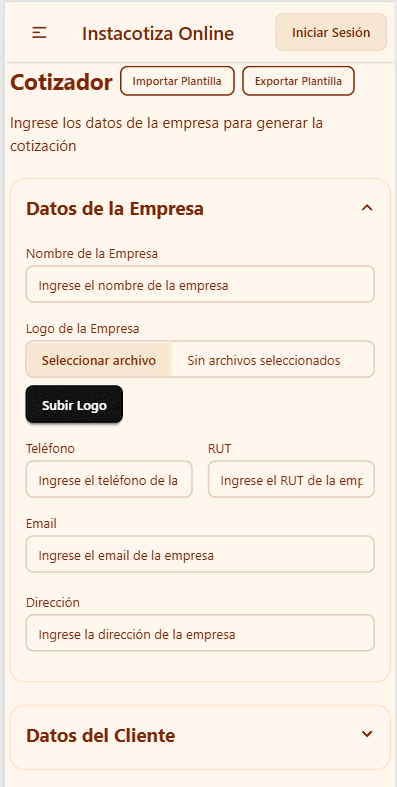 Instacotiza Online
Iniciar Sesión
Cotizador
Importar Plantilla
Exportar Plantilla
Ingrese los datos de la empresa para generar la
cotización
Datos de la Empresa
Nombre de la Empresa
Ingrese el nombre de la empresa
Logo de la Empresa
Seleccionar archivo
Sin archivos seleccionados
Subir Logo
Teléfono
RUT
Ingrese el teléfono de la
Ingrese el RUT de la emp
Email
Ingrese el email de la empresa
Dirección
Ingrese la dirección de la empresa
Datos del Cliente